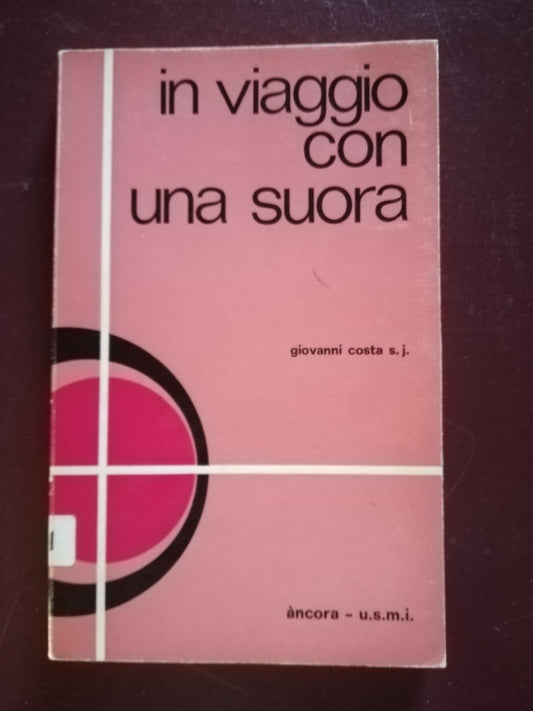 in viaggio
con
una suora
giovanni costa s. j.
àncora - u.s.m.i.